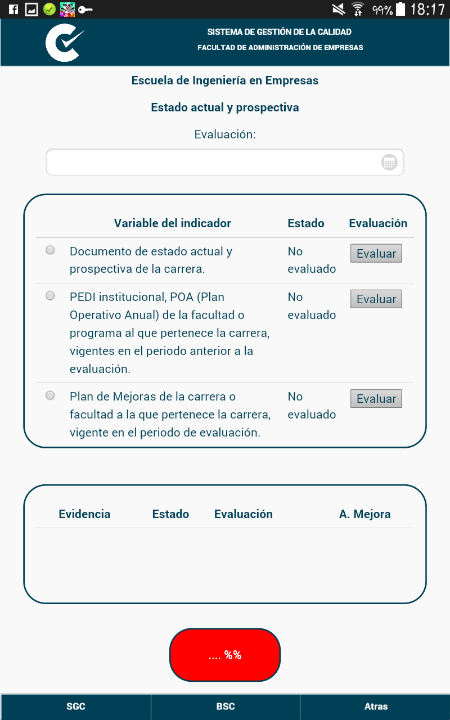 99% 18:17
SISTEMA DE GESTIÓN DE LA CALIDAD
FACULTAD DE ADMINISTRACIÓN DE EMPRESAS
Escuela de Ingeniería en Empresas
Estado actual y prospectiva
Evaluación:
Variable del indicador Estado Evaluación
Documento de estado actual y No Evaluar
prospectiva de la carrera. evaluado
PEDI institucional, POA (Plan No Evaluar
Operativo Anual) de la facultad o evaluado
programa al que pertenece la carrera,
vigentes en el periodo anterior a la
evaluación.
Plan de Mejoras de la carrera o No Evaluar
facultad a la que pertenece la carrera, evaluado
vigente en el periodo de evaluación.
Evidencia Estado Evaluación A. Mejora
.... %%
SGC BSC Atras